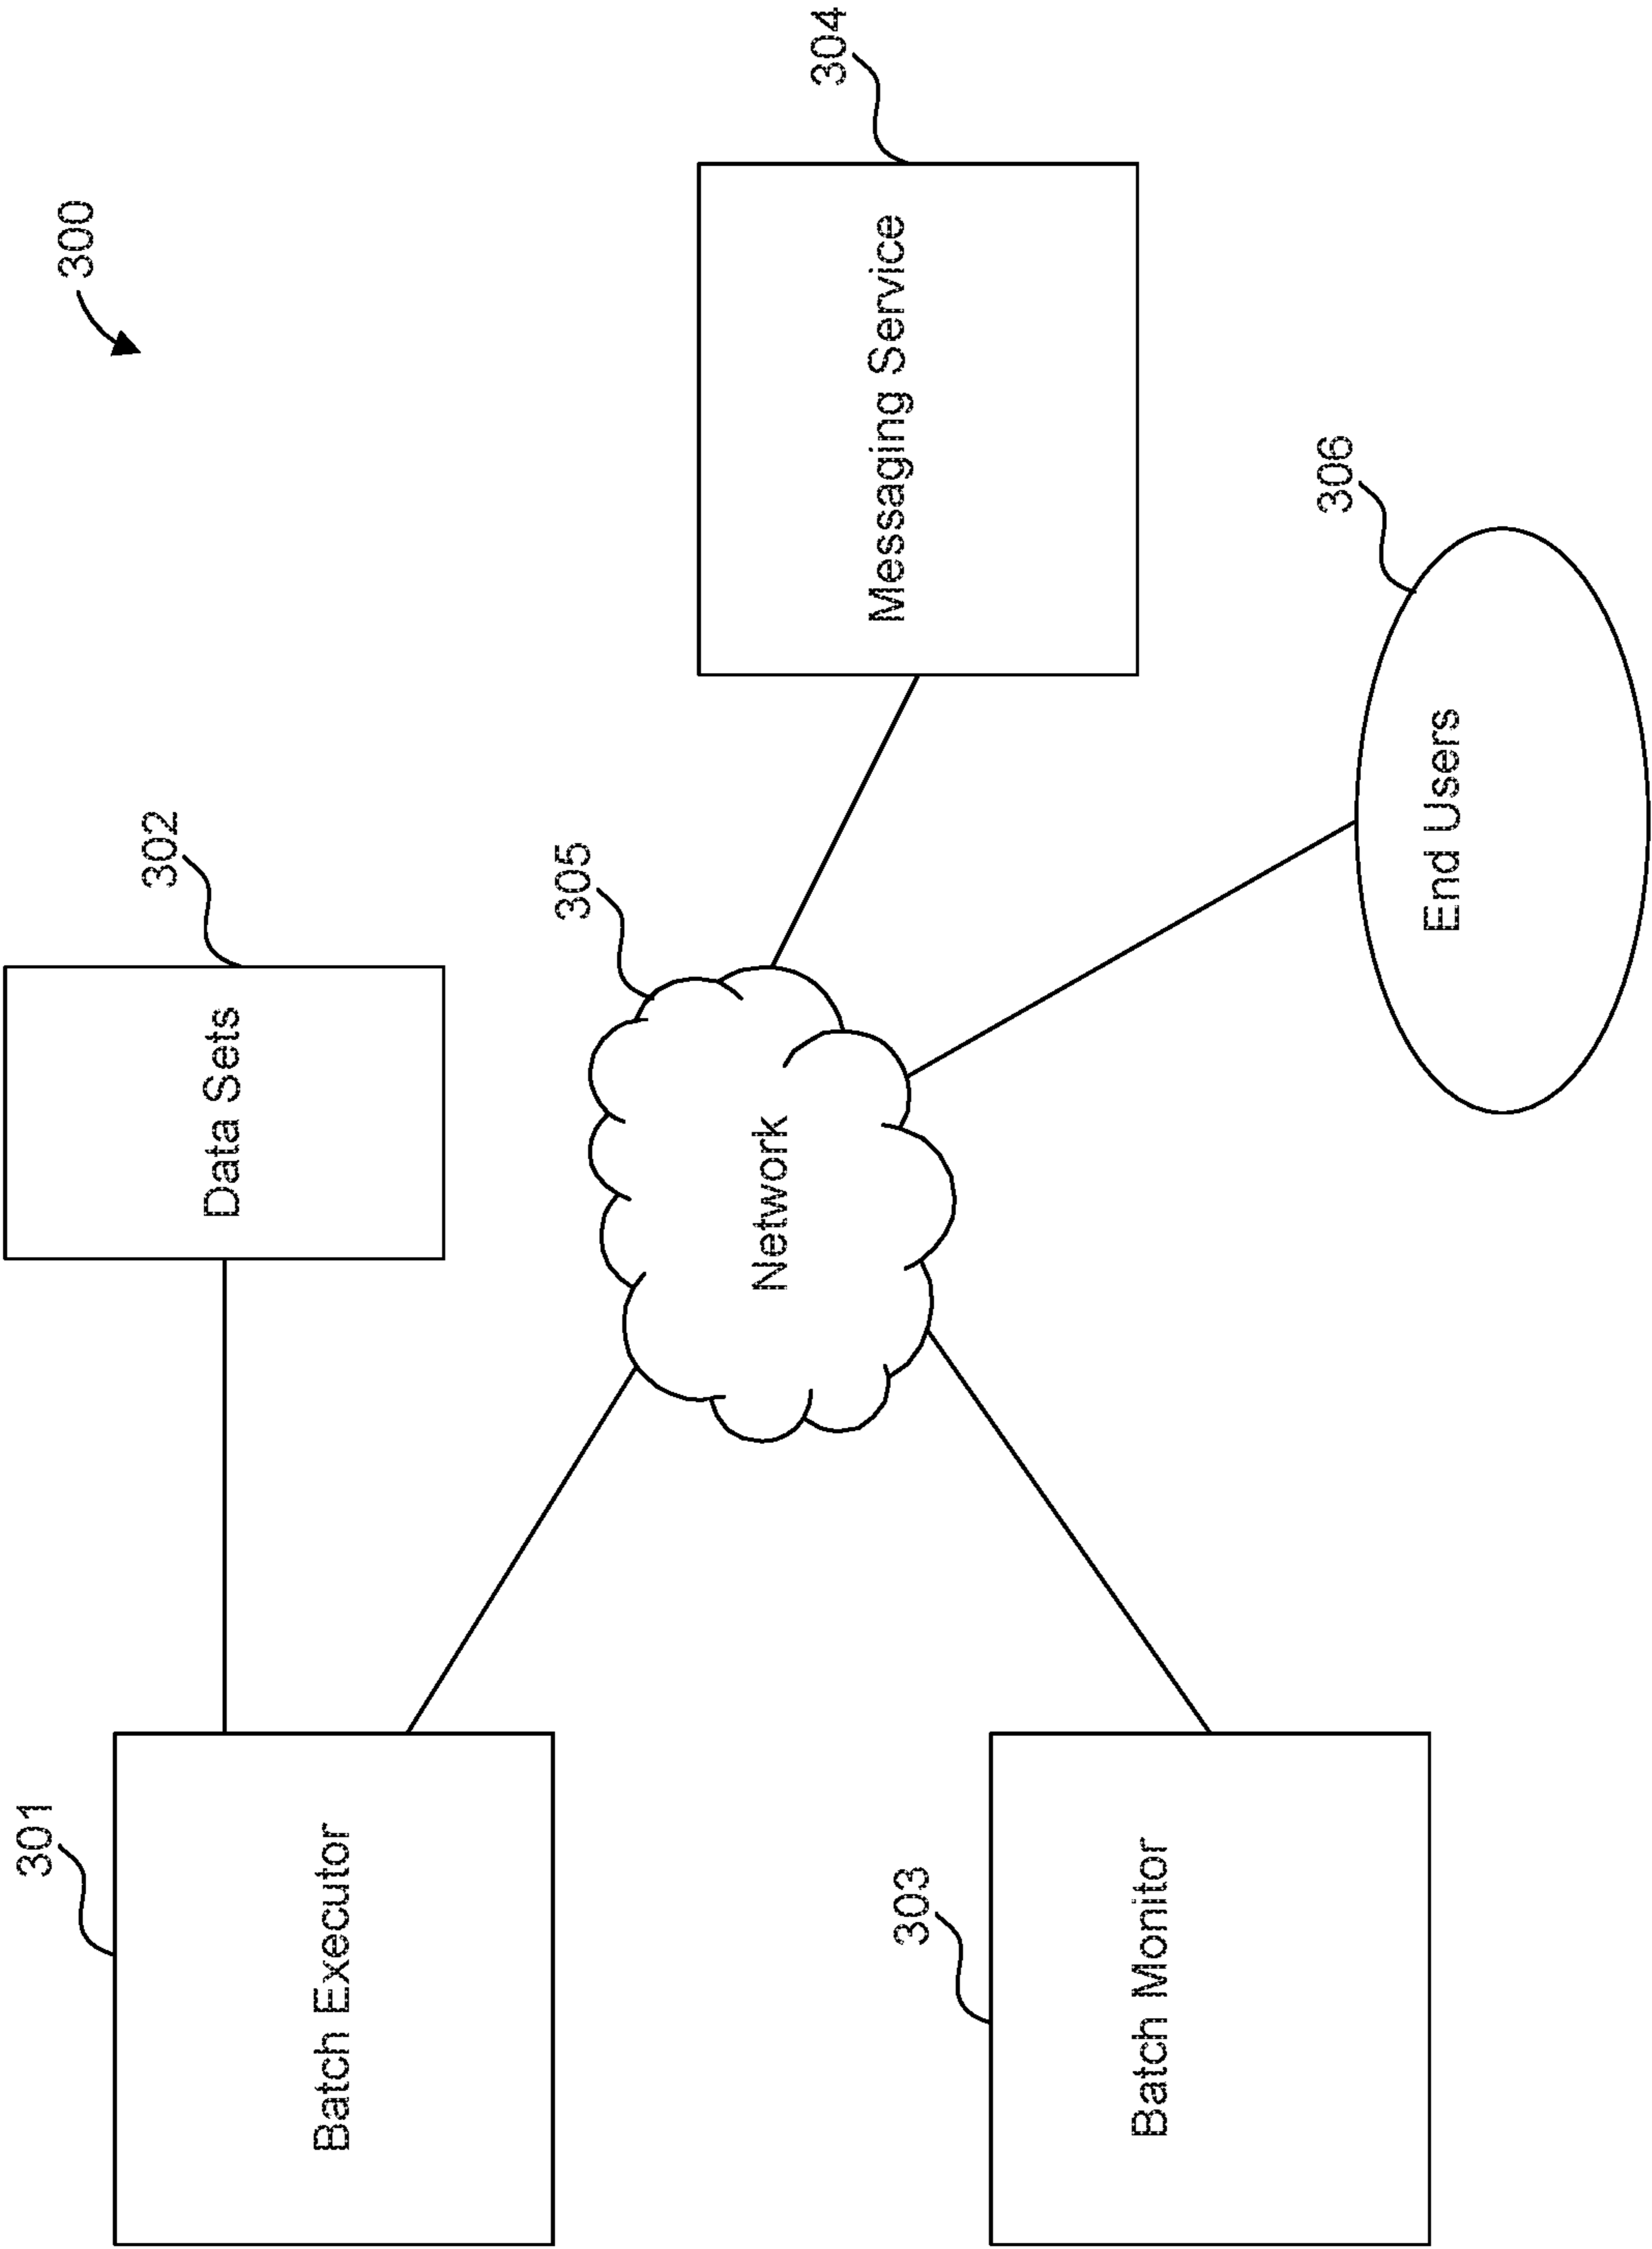 300
301
Batch Executor
302
Data Sets
305
Network
304
Messaging Service
303
Batch Monitor
306
End Users